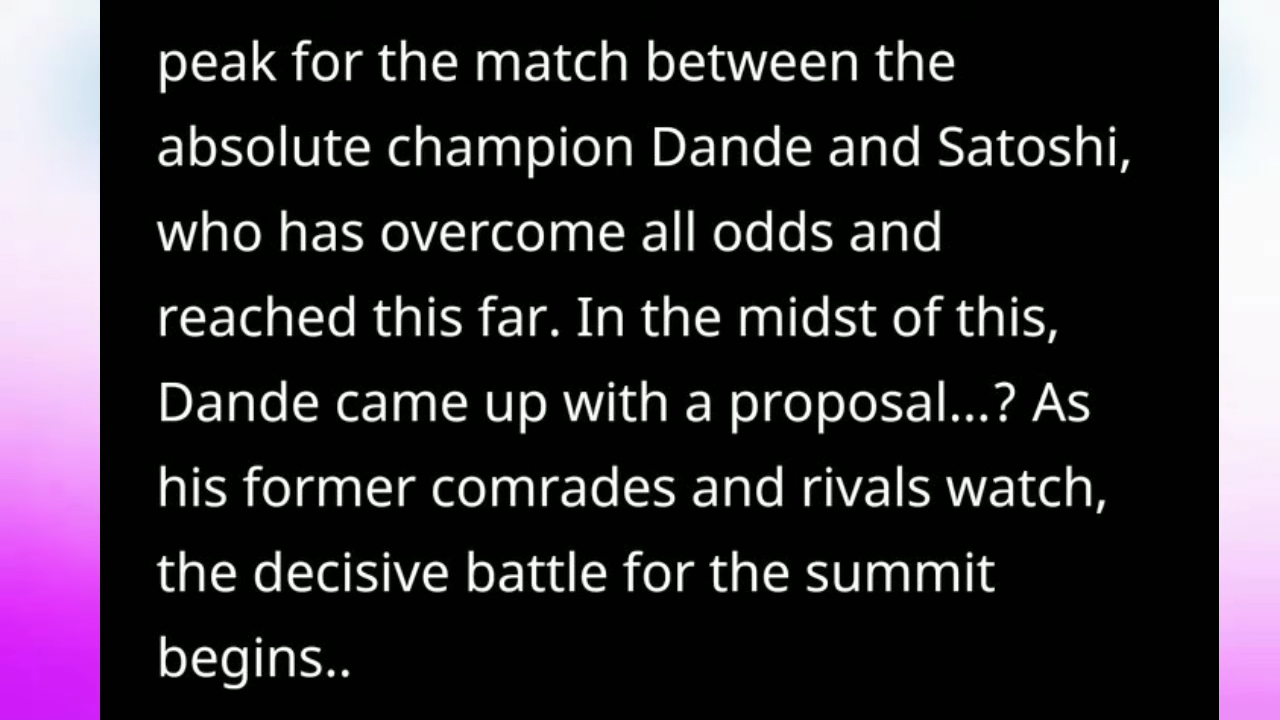 peak for the match between the
absolute champion Dande and Satoshi,
who has overcome all odds and
reached this far. In the midst of this,
Dande came up with a proposal...? As
his former comrades and rivals watch,
the decisive battle for the summit
begins..